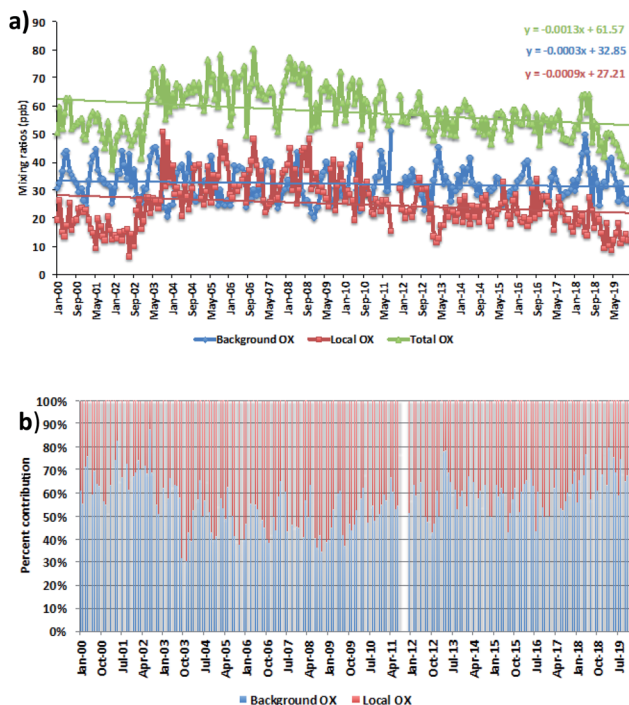 a)
Mixing ratios (ppb)
90
80
70
60
50
40
30
20
10
0
y = -0.0013x + 61.57
y = -0.0003x + 32.85
y = -0.0009x + 27.21
Jan-00 Sep-00 May-01 Jan-02 Sep-02 May-03 Jan-04 Sep-04 May-05 Jan-06 Sep-06 May-07 Jan-08 Sep-08 May-09 Jan-10 Sep-10 May-11 Jan-12 Sep-12 May-13 Jan-14 Sep-14 May-15 Jan-16 Sep-16 May-17 Jan-18 Sep-18 May-19
Background OX Local OX Total OX
b)
Percent contribution
100%
90%
80%
70%
60%
50%
40%
30%
20%
10%
0%
Jan-00 Oct-00 Jul-01 Apr-02 Jan-03 Oct-03 Jul-04 Apr-05 Jan-06 Oct-06 Jul-07 Apr-08 Jan-09 Oct-09 Jul-10 Apr-11 Jan-12 Oct-12 Jul-13 Apr-14 Jan-15 Oct-15 Jul-16 Apr-17 Jan-18 Oct-18 Jul-19
Background OX Local OX